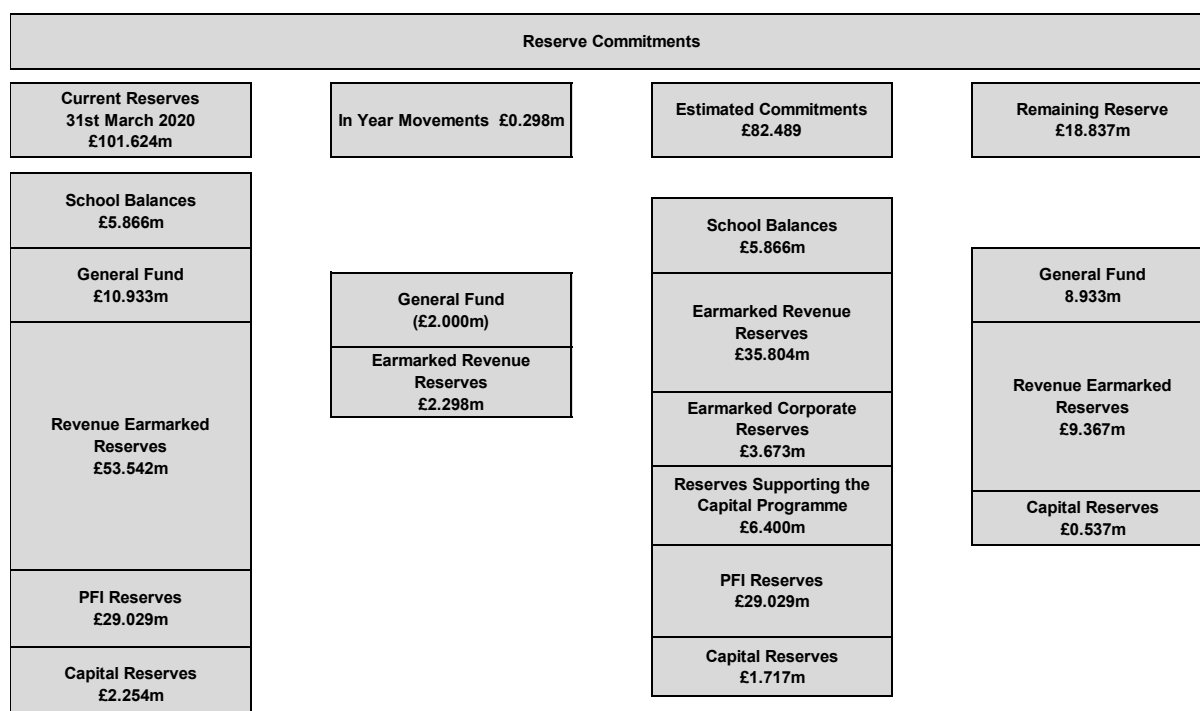 Reserve Commitments
Current Reserves
31st March 2020
£101.624m
In Year Movements £0.298m
Estimated Commitments
£82.489
Remaining Reserve
£18.837m
School Balances
£5.866m
General Fund
£10.933m
Revenue Earmarked
Reserves
£53.542m
PFI Reserves
£29.029m
Capital Reserves
£2.254m
General Fund
(£2.000m)
Earmarked Revenue
Reserves
£2.298m
School Balances
£5.866m
Earmarked Revenue
Reserves
£35.804m
Earmarked Corporate
Reserves
£3.673m
Reserves Supporting the
Capital Programme
£6.400m
PFI Reserves
£29.029m
Capital Reserves
£1.717m
General Fund
8.933m
Revenue Earmarked
Reserves
£9.367m
Capital Reserves
£0.537m